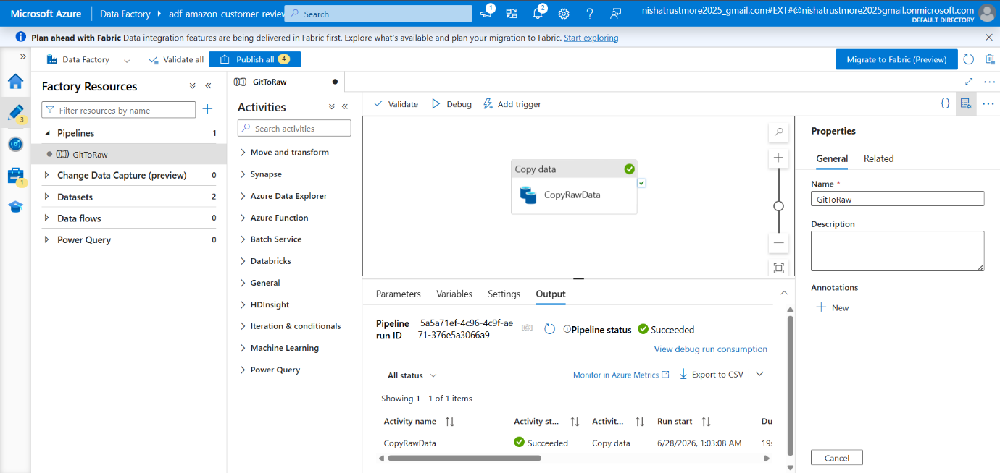 Microsoft Azure
Data Factory
adf-amazon-customer-review
Search
1
2
nishatrustmore2025_gmail.com#EXT#@nishatrustmore2025gmail.onmicrosoft.com
DEFAULT DIRECTORY
Plan ahead with Fabric Data integration features are being delivered in Fabric first. Explore what's available and plan your migration to Fabric. Start exploring
Data Factory
Validate all
Publish all 4
Migrate to Fabric (Preview)
3
1
Factory Resources
Filter resources by name
Pipelines 1
GitToRaw
Change Data Capture (preview) 0
Datasets 2
Data flows 0
Power Query 0
GitToRaw
Activities
Search activities
Move and transform
Synapse
Azure Data Explorer
Azure Function
Batch Service
Databricks
General
HDInsight
Iteration & conditionals
Machine Learning
Power Query
Validate
Debug
Add trigger
{}
Copy data
CopyRawData
Parameters Variables Settings Output
Pipeline run ID
5a5a71ef-4c96-4c9f-ae
71-376e5a3066a9
Pipeline status Succeeded
View debug run consumption
All status
Monitor in Azure Metrics
Export to CSV
Showing 1 - 1 of 1 items
Activity name Activity st... Activit... Run start Du
CopyRawData Succeeded Copy data 6/28/2026, 1:03:08 AM 19s
Properties
General Related
Name *
GitToRaw
Description
Annotations
New
Cancel